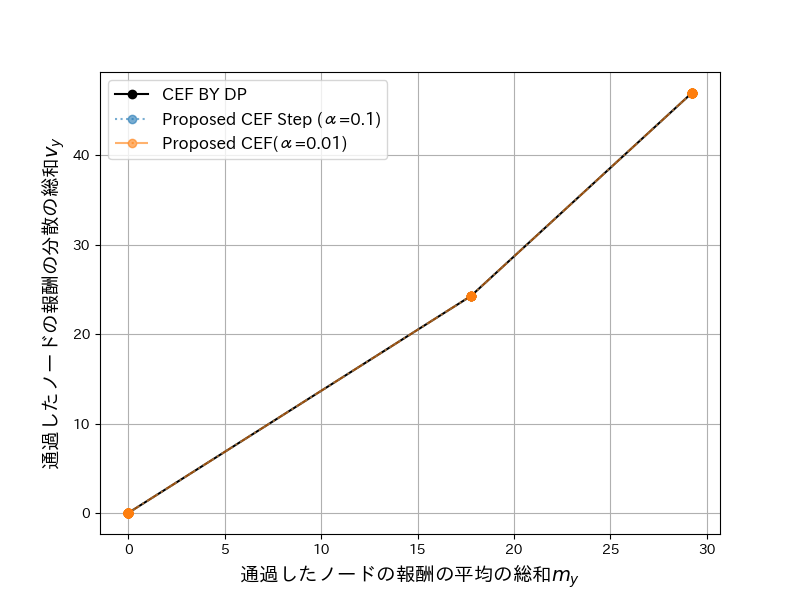 CEF BY DP
Proposed CEF Step (α=0.1)
Proposed CEF(α=0.01)
40
30
20
10
0
0 5 10 15 20 25 30
通過したノードの報酬の分散の総和v_y
通過したノードの報酬の平均の総和m_y